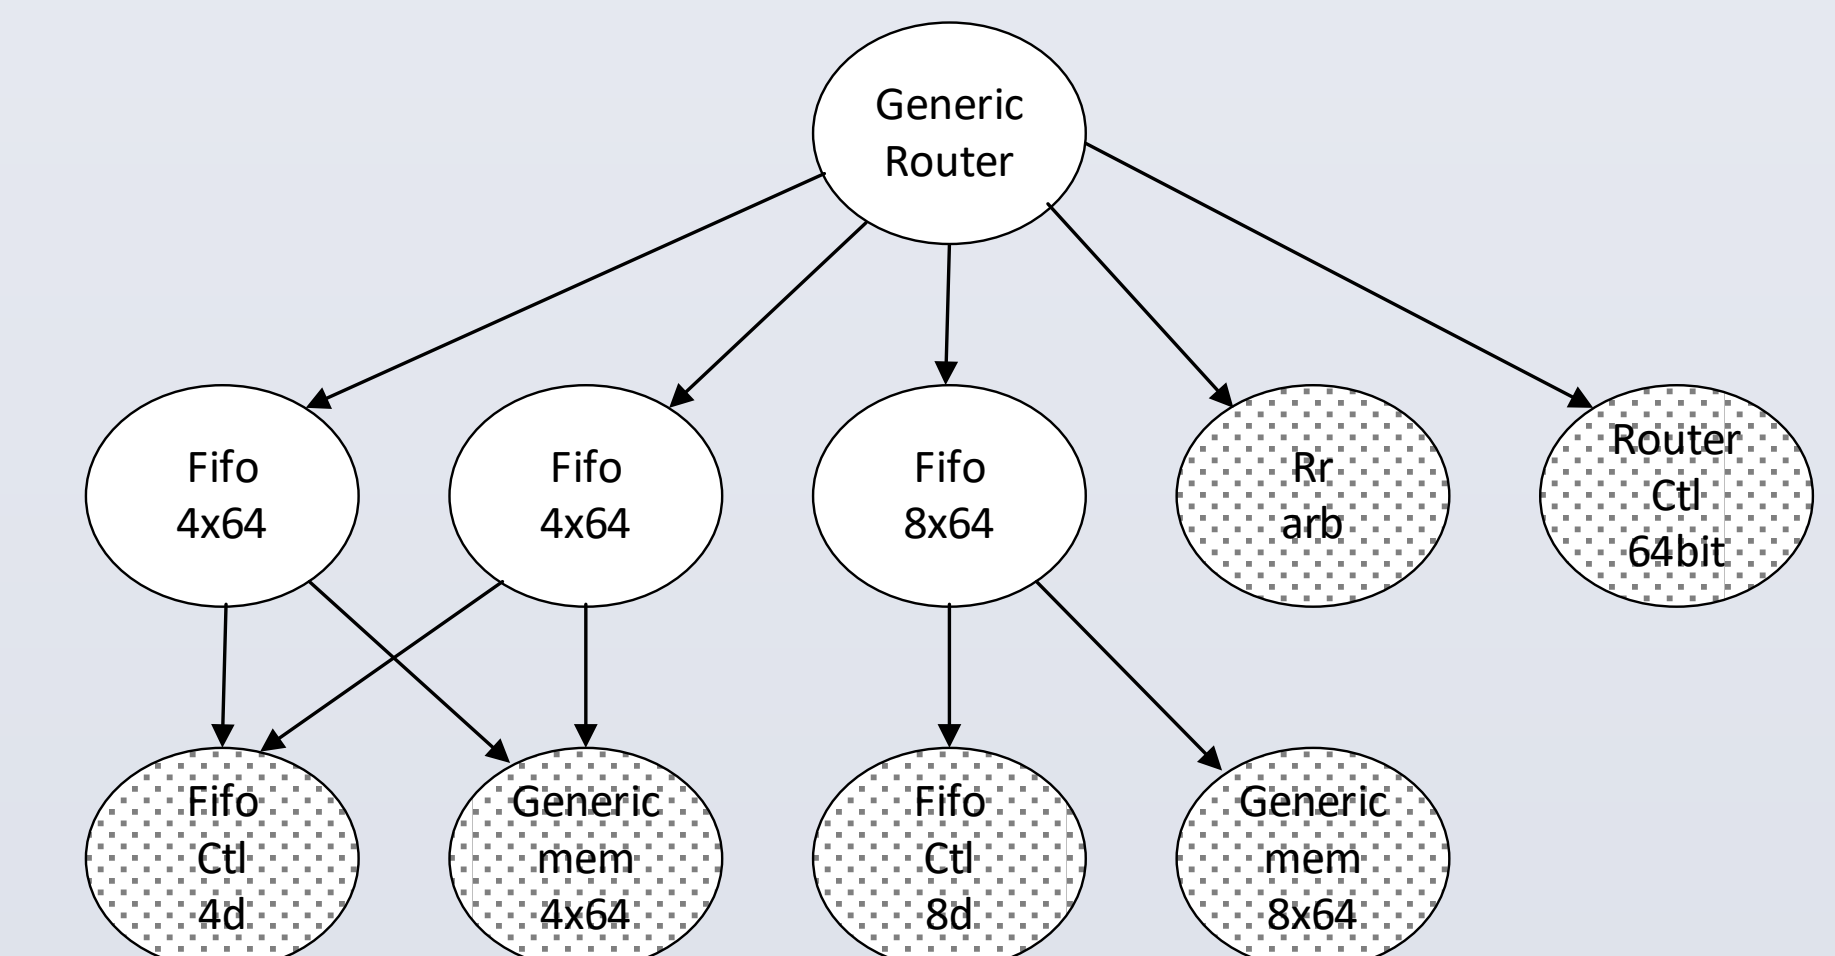 Generic
Router
Fifo
4x64
Fifo
4x64
Fifo
8x64
Rr
arb
Router
Ctl
64bit
Fifo
Ctl
4d
Generic
mem
4x64
Fifo
Ctl
8d
Generic
mem
8x64